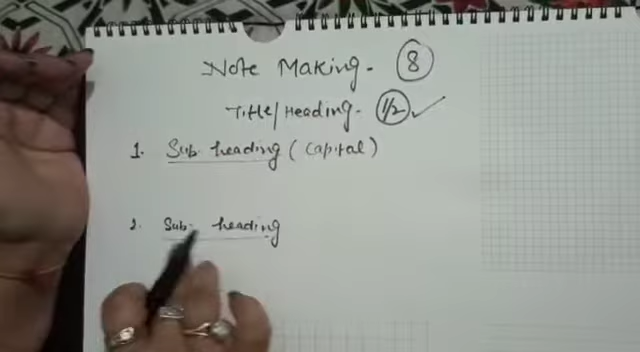 Note Making - 8
Title/Heading - 1/2 ✓
1. Sub. heading (Capital)
2. Sub. heading